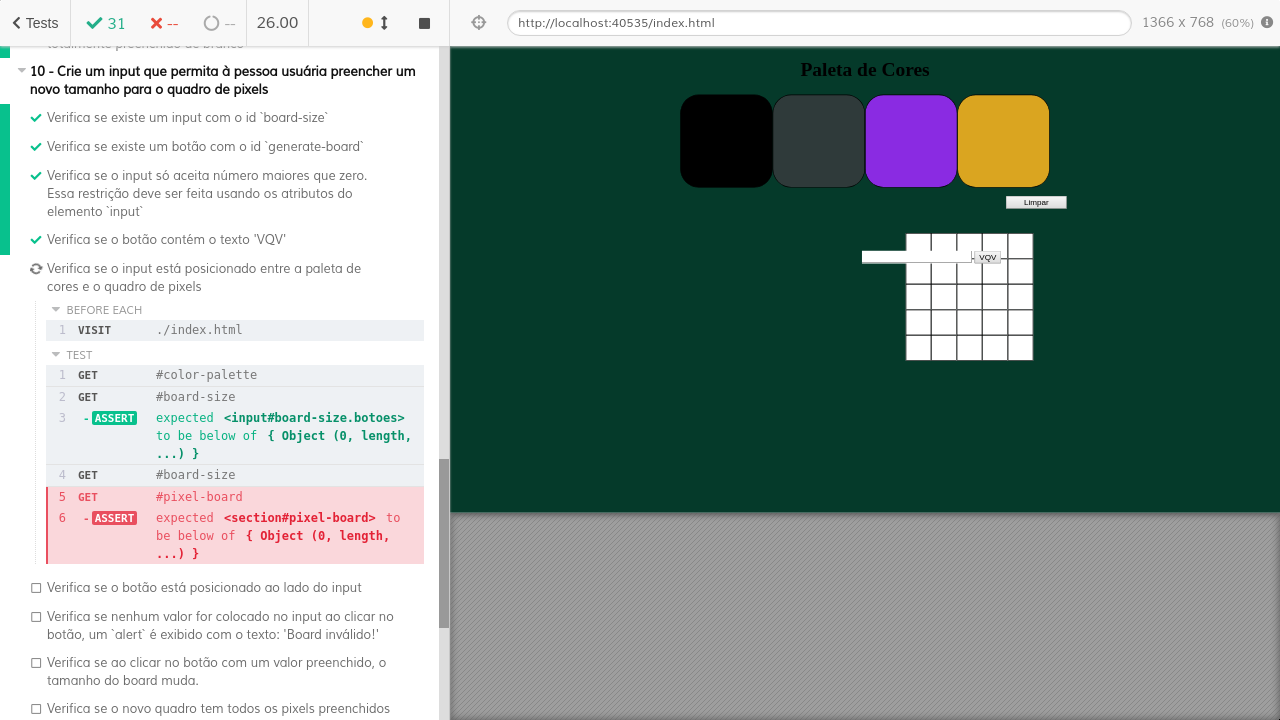 Tests 31 -- -- 26.00
http://localhost:40535/index.html 1366 x 768 (60%)
totalmente preenchido de branco
10 - Crie um input que permita à pessoa usuária preencher um
novo tamanho para o quadro de pixels
Verifica se existe um input com o id `board-size`
Verifica se existe um botão com o id `generate-board`
Verifica se o input só aceita número maiores que zero.
Essa restrição deve ser feita usando os atributos do
elemento `input`
Verifica se o botão contém o texto 'VQV'
Verifica se o input está posicionado entre a paleta de
cores e o quadro de pixels
BEFORE EACH
1 VISIT ./index.html
TEST
1 GET #color-palette
2 GET #board-size
3 -ASSERT expected <input#board-size.botoes>
to be below of { Object (0, length,
...) }
4 GET #board-size
5 GET #pixel-board
6 -ASSERT expected <section#pixel-board> to
be below of { Object (0, length,
...) }
Verifica se o botão está posicionado ao lado do input
Verifica se nenhum valor for colocado no input ao clicar no
botão, um `alert` é exibido com o texto: 'Board inválido!'
Verifica se ao clicar no botão com um valor preenchido, o
tamanho do board muda.
Verifica se o novo quadro tem todos os pixels preenchidos
Paleta de Cores
Limpar
VQV